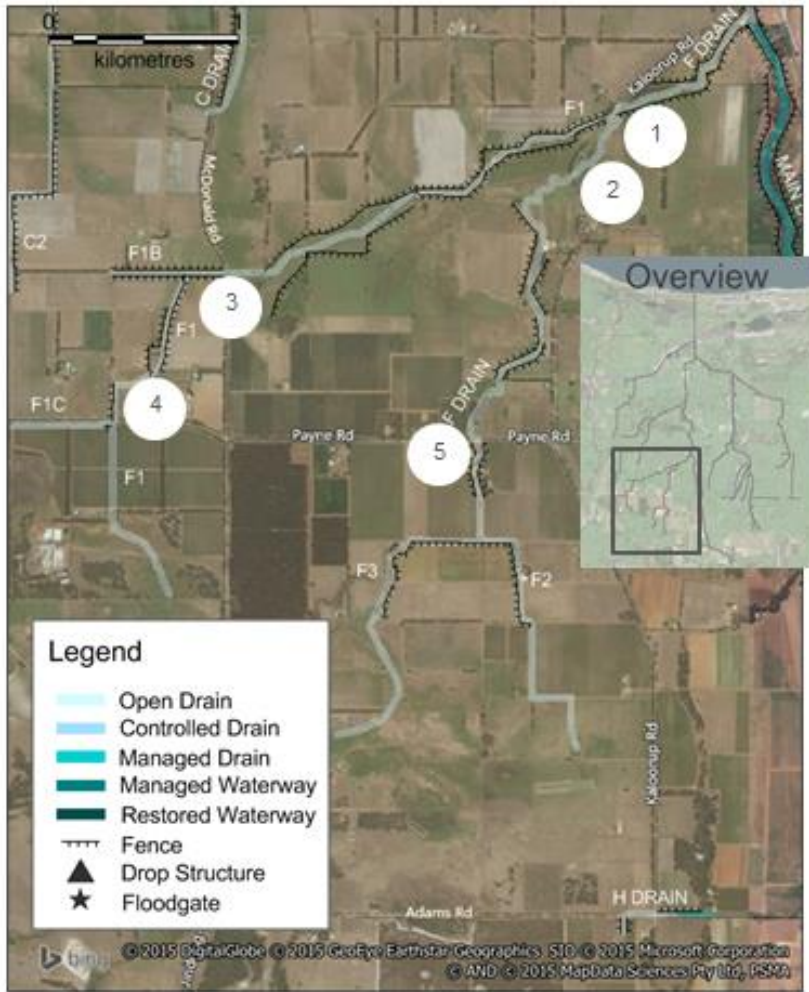 0
kilometres
C DRAIN
McDonald Rd
Kaloorup Rd
F DRAIN
F1
1
2
MAIN
C2
F1B
3
F1
Overview
4
F1C
F DRAIN
Payne Rd
5
Payne Rd
F1
F3
F2
Legend
Open Drain
Controlled Drain
Managed Drain
Managed Waterway
Restored Waterway
Fence
Drop Structure
Floodgate
Kaloorup Rd
H DRAIN
Adams Rd
bing
© 2015 DigitalGlobe © 2015 GeoEye Earthstar Geographics SIO © 2015 Microsoft Corporation
© AND © 2015 MapData Sciences Pty Ltd, PSMA